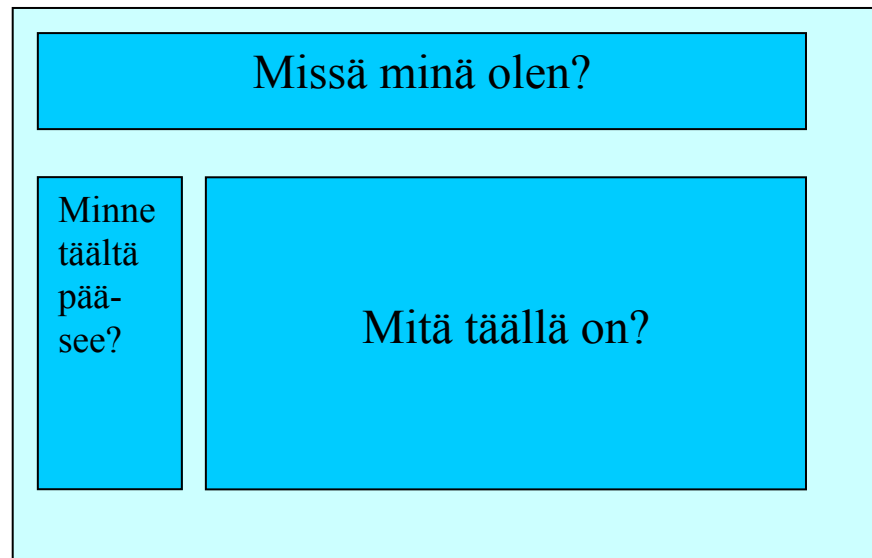 Missä minä olen?
Minne
täältä
pää-
see?
Mitä täällä on?